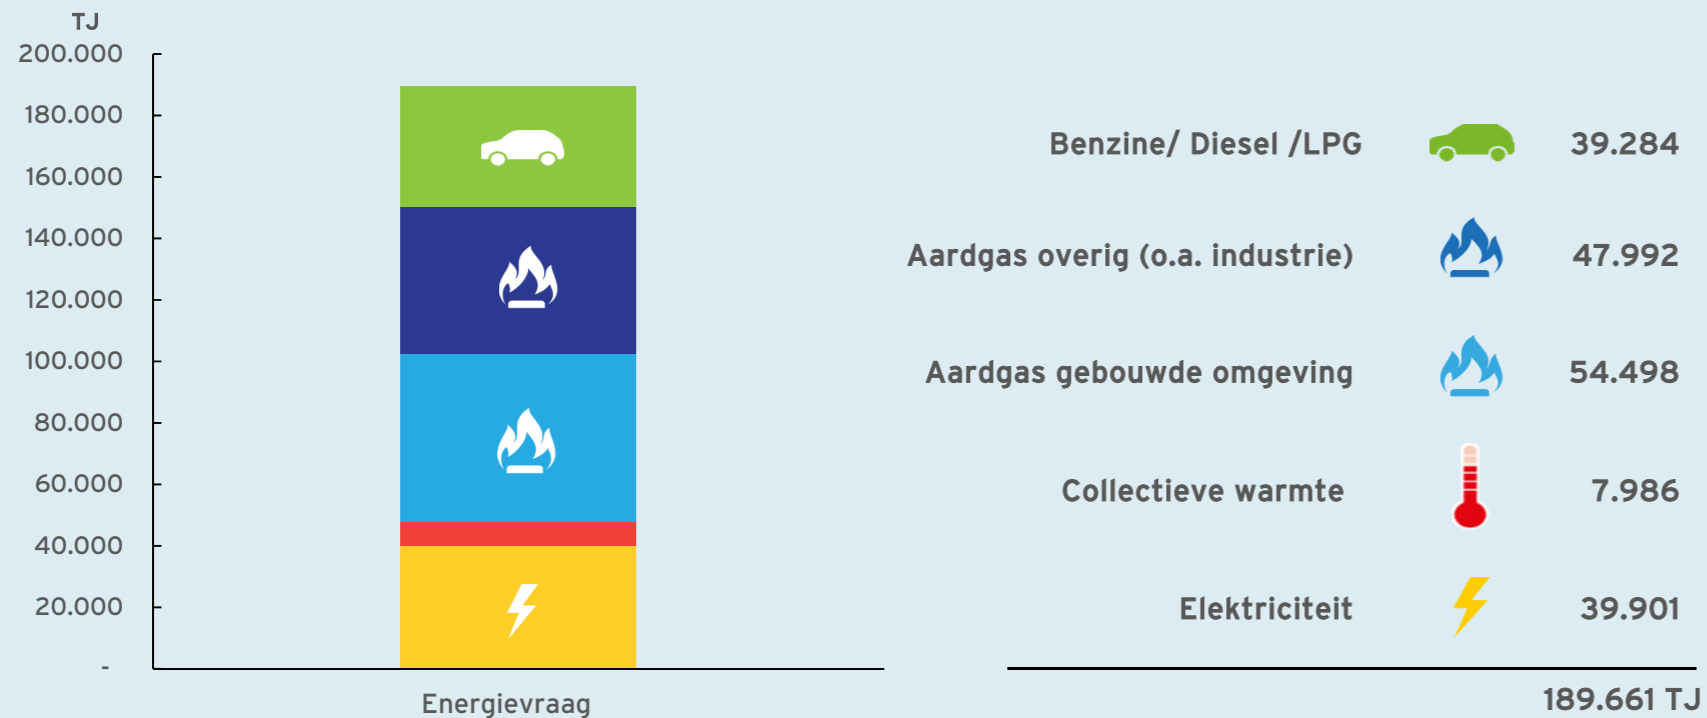 TJ
200.000
180.000
160.000
140.000
120.000
100.000
80.000
60.000
40.000
20.000
-
Energievraag
Benzine/ Diesel /LPG 39.284
Aardgas overig (o.a. industrie) 47.992
Aardgas gebouwde omgeving 54.498
Collectieve warmte 7.986
Elektriciteit 39.901
189.661 TJ